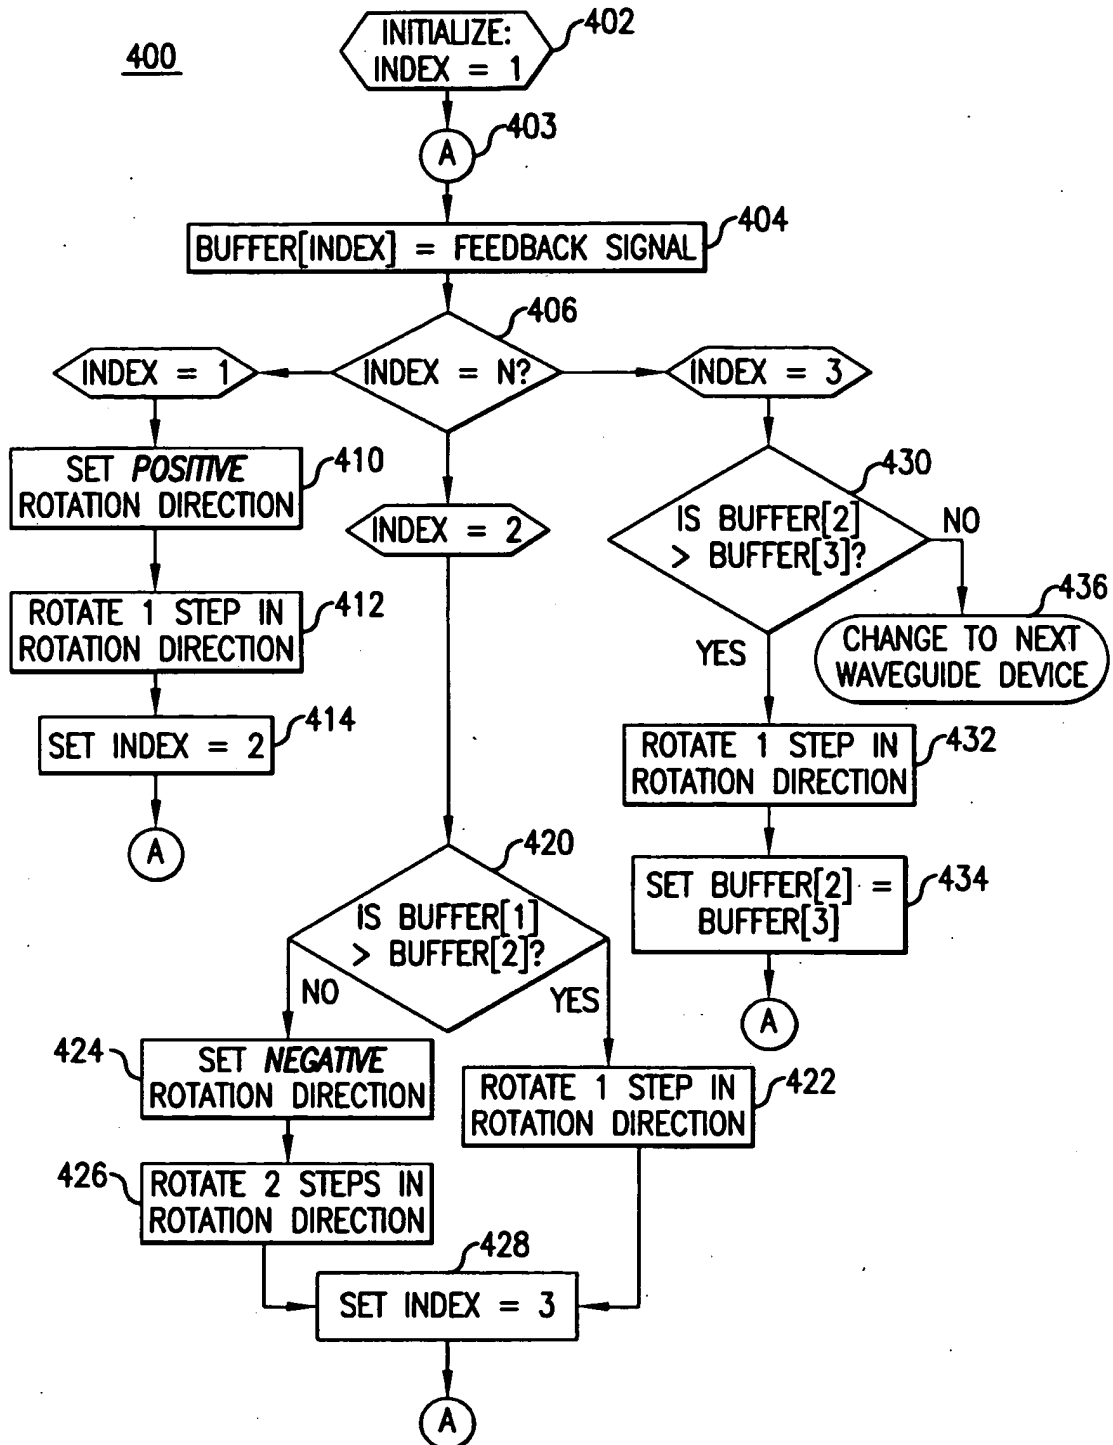 400
INITIALIZE:
INDEX = 1
402
A
403
BUFFER[INDEX] = FEEDBACK SIGNAL
404
406
INDEX = 1
INDEX = N?
INDEX = 3
SET POSITIVE
ROTATION DIRECTION
410
ROTATE 1 STEP IN
ROTATION DIRECTION
412
SET INDEX = 2
414
A
INDEX = 2
430
IS BUFFER[2]
> BUFFER[3]?
NO
436
CHANGE TO NEXT
WAVEGUIDE DEVICE
YES
ROTATE 1 STEP IN
ROTATION DIRECTION
432
SET BUFFER[2] =
BUFFER[3]
434
A
420
IS BUFFER[1]
> BUFFER[2]?
NO
YES
424
SET NEGATIVE
ROTATION DIRECTION
ROTATE 1 STEP IN
ROTATION DIRECTION
422
426
ROTATE 2 STEPS IN
ROTATION DIRECTION
428
SET INDEX = 3
A